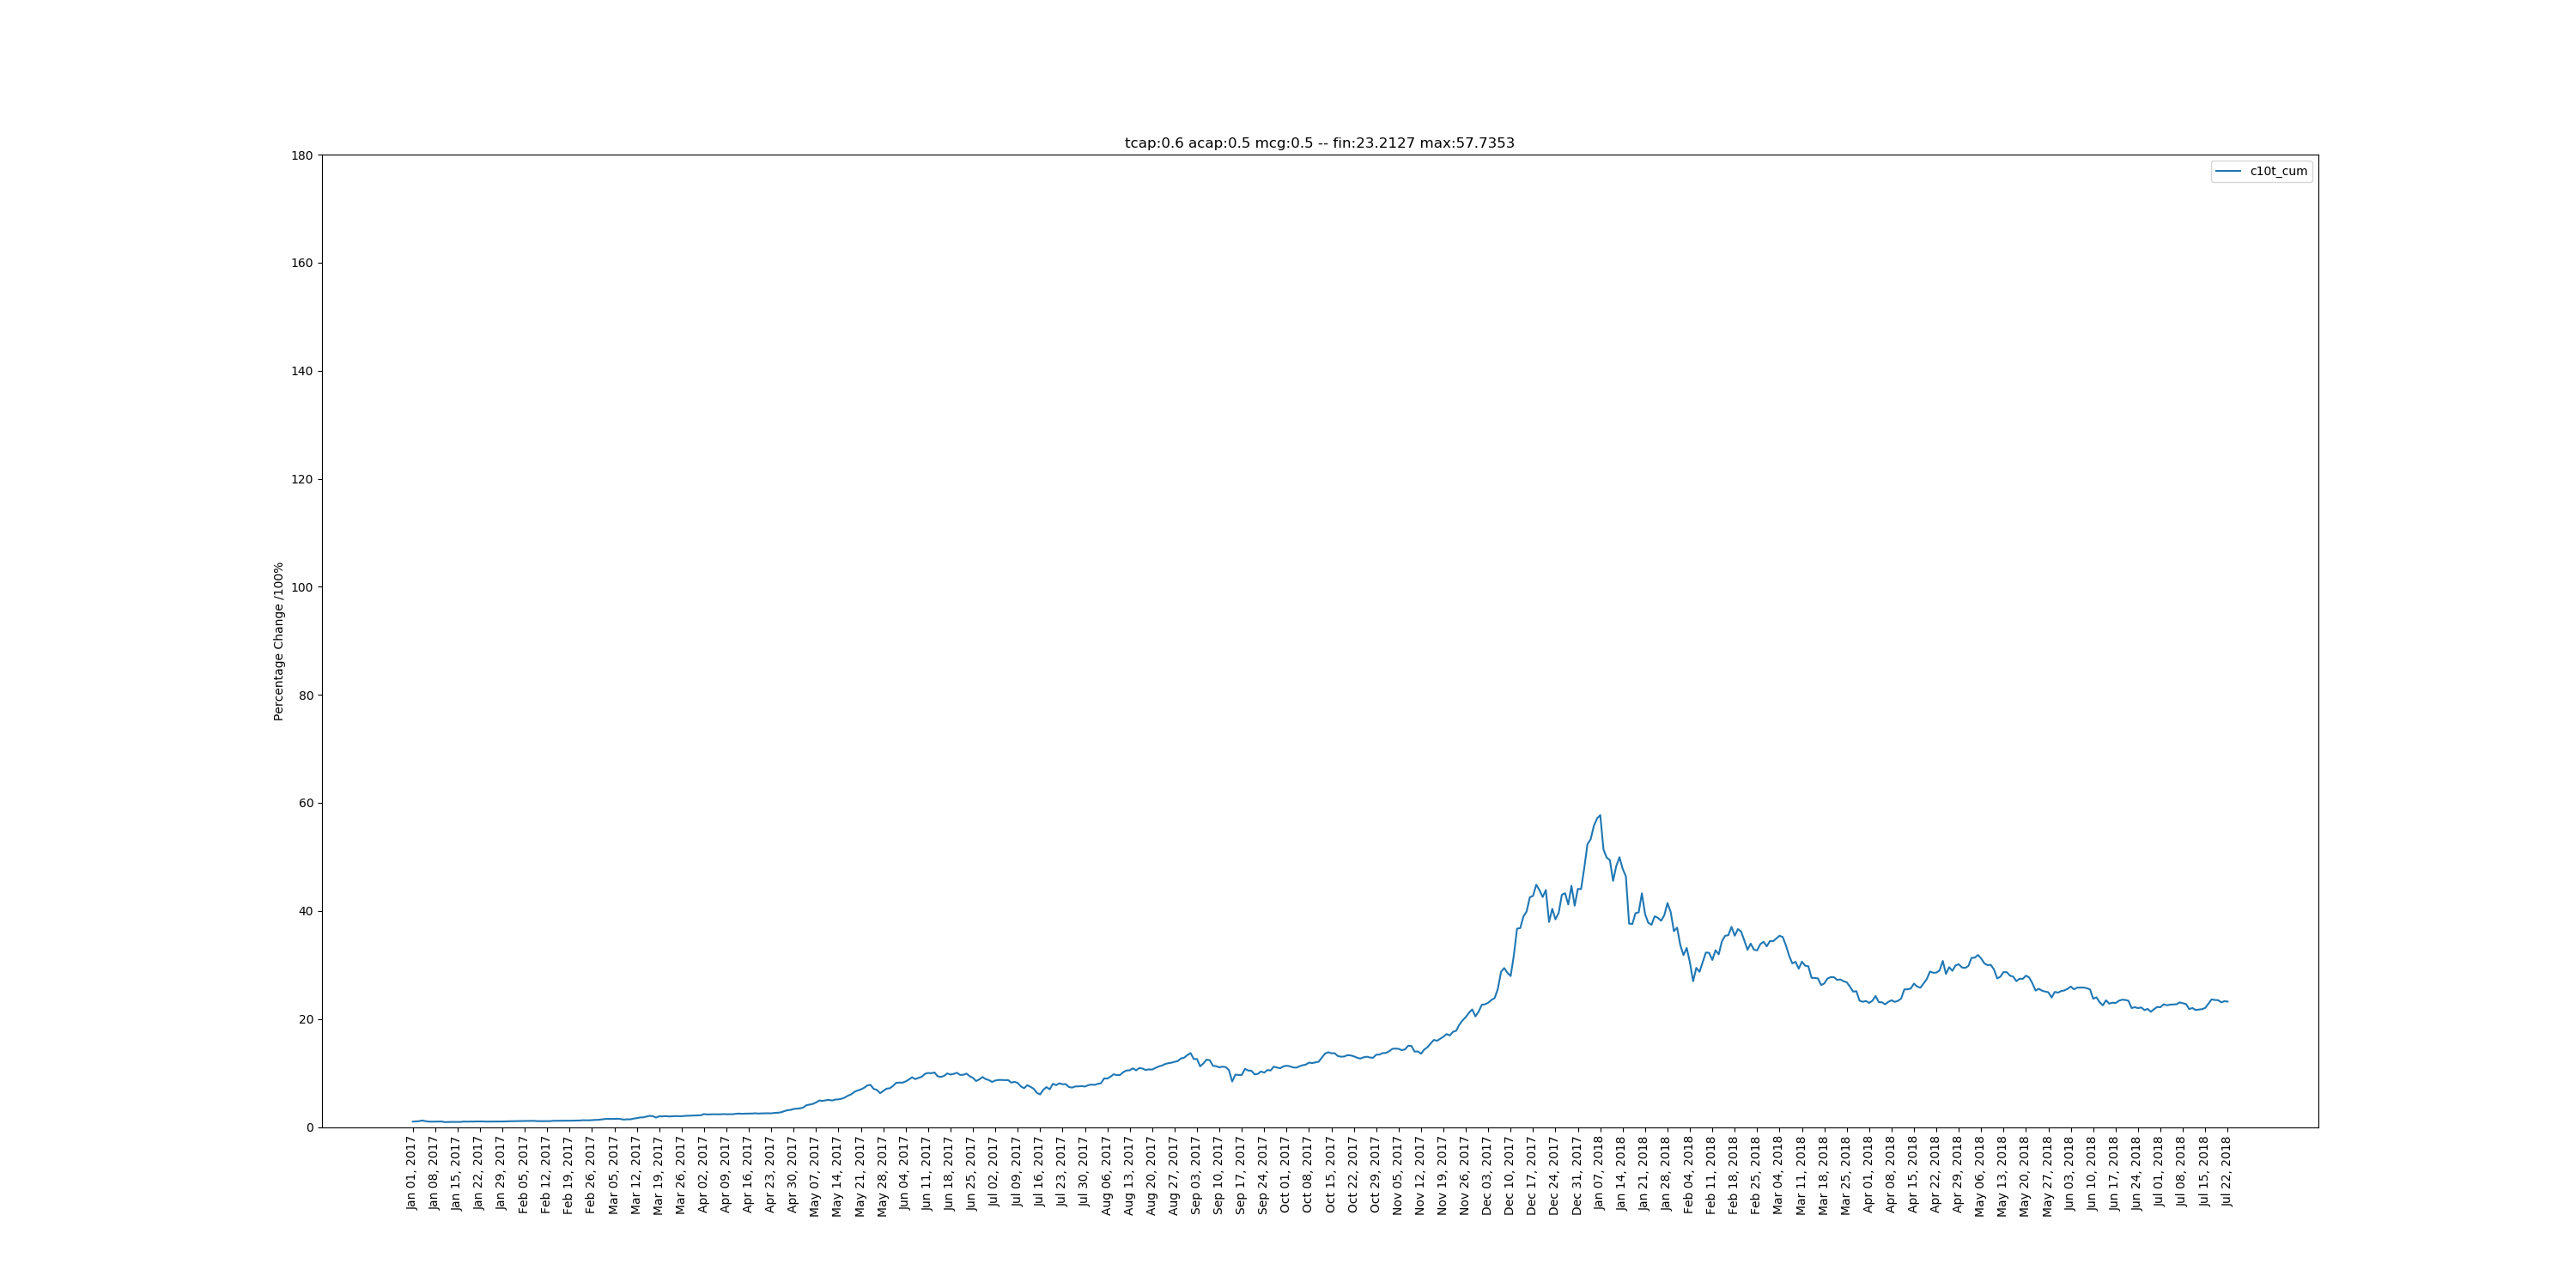 tcap:0.6 acap:0.5 mcg:0.5 -- fin:23.2127 max:57.7353
c10t_cum
Percentage Change /100%
180
160
140
120
100
80
60
40
20
0
Jan 01, 2017
Jan 08, 2017
Jan 15, 2017
Jan 22, 2017
Jan 29, 2017
Feb 05, 2017
Feb 12, 2017
Feb 19, 2017
Feb 26, 2017
Mar 05, 2017
Mar 12, 2017
Mar 19, 2017
Mar 26, 2017
Apr 02, 2017
Apr 09, 2017
Apr 16, 2017
Apr 23, 2017
Apr 30, 2017
May 07, 2017
May 14, 2017
May 21, 2017
May 28, 2017
Jun 04, 2017
Jun 11, 2017
Jun 18, 2017
Jun 25, 2017
Jul 02, 2017
Jul 09, 2017
Jul 16, 2017
Jul 23, 2017
Jul 30, 2017
Aug 06, 2017
Aug 13, 2017
Aug 20, 2017
Aug 27, 2017
Sep 03, 2017
Sep 10, 2017
Sep 17, 2017
Sep 24, 2017
Oct 01, 2017
Oct 08, 2017
Oct 15, 2017
Oct 22, 2017
Oct 29, 2017
Nov 05, 2017
Nov 12, 2017
Nov 19, 2017
Nov 26, 2017
Dec 03, 2017
Dec 10, 2017
Dec 17, 2017
Dec 24, 2017
Dec 31, 2017
Jan 07, 2018
Jan 14, 2018
Jan 21, 2018
Jan 28, 2018
Feb 04, 2018
Feb 11, 2018
Feb 18, 2018
Feb 25, 2018
Mar 04, 2018
Mar 11, 2018
Mar 18, 2018
Mar 25, 2018
Apr 01, 2018
Apr 08, 2018
Apr 15, 2018
Apr 22, 2018
Apr 29, 2018
May 06, 2018
May 13, 2018
May 20, 2018
May 27, 2018
Jun 03, 2018
Jun 10, 2018
Jun 17, 2018
Jun 24, 2018
Jul 01, 2018
Jul 08, 2018
Jul 15, 2018
Jul 22, 2018